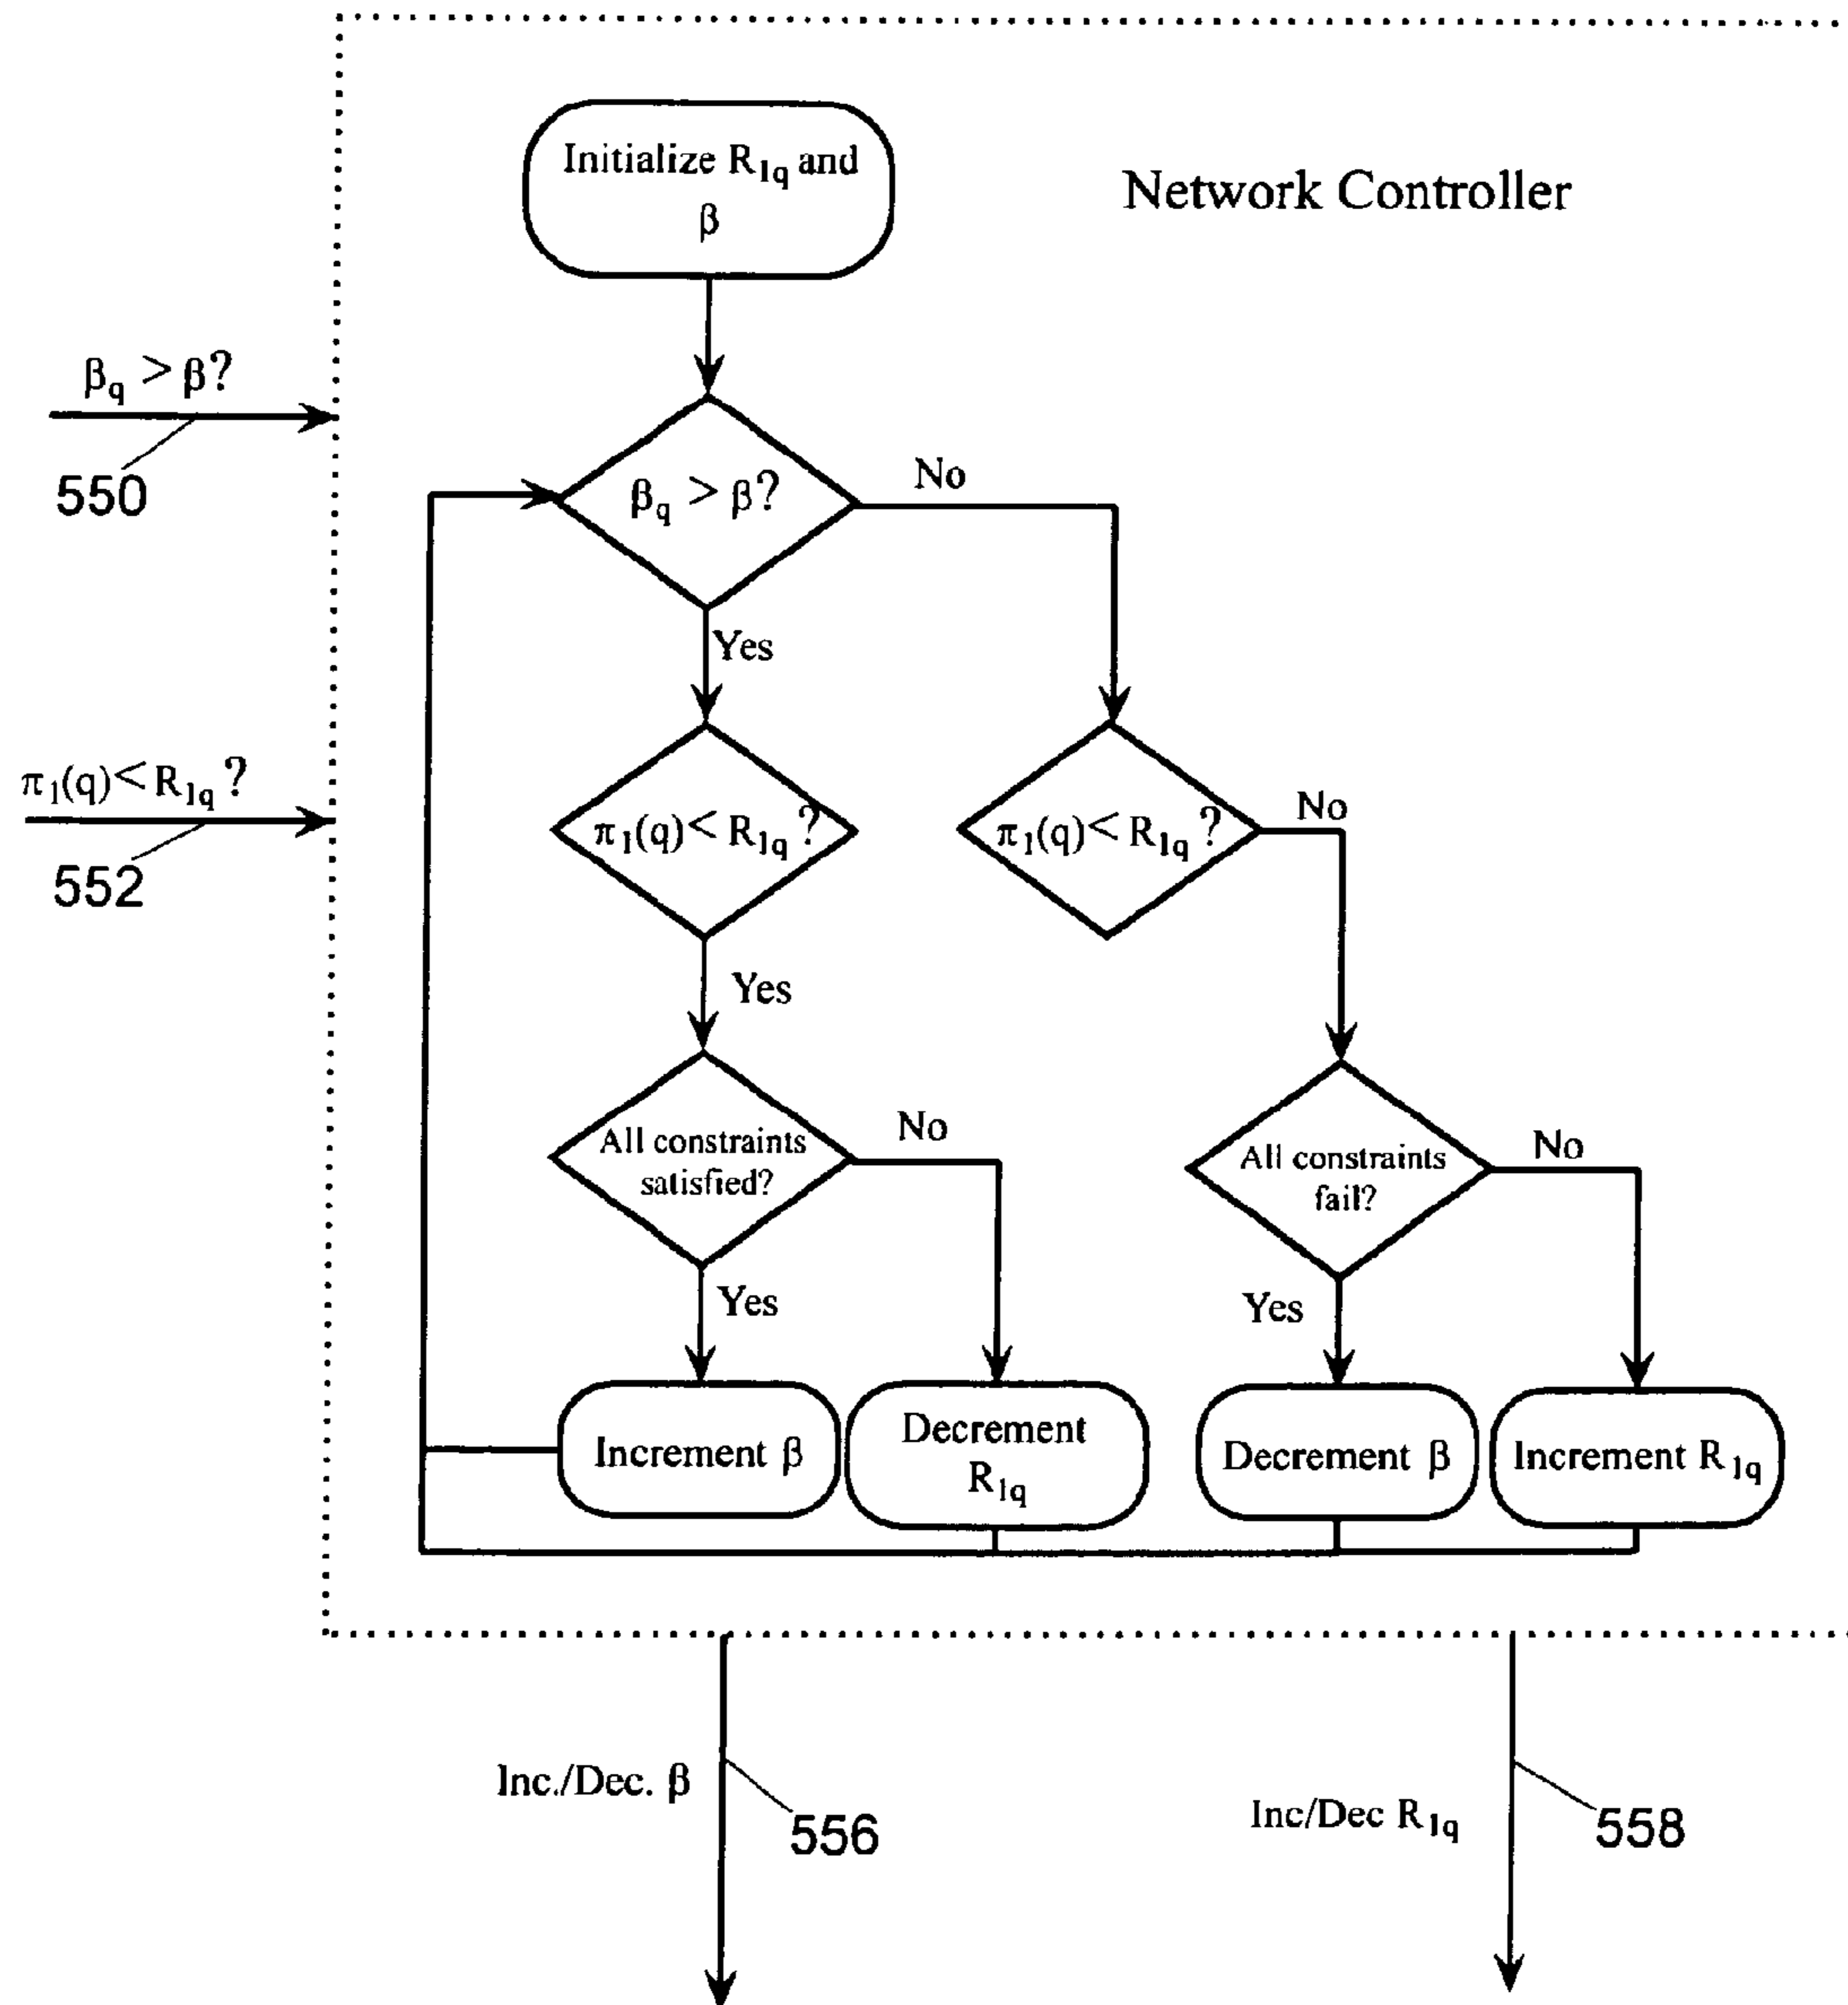 Initialize R1q and
β
Network Controller
βq > β?
550
βq > β?
No
Yes
π1(q)< R1q ?
552
π1(q)< R1q ?
π1(q)< R1q ?
No
Yes
All constraints
satisfied?
No
All constraints
fail?
No
Yes
Yes
Increment β
Decrement
R1q
Decrement β
Increment R1q
Inc./Dec. β
556
Inc/Dec R1q
558